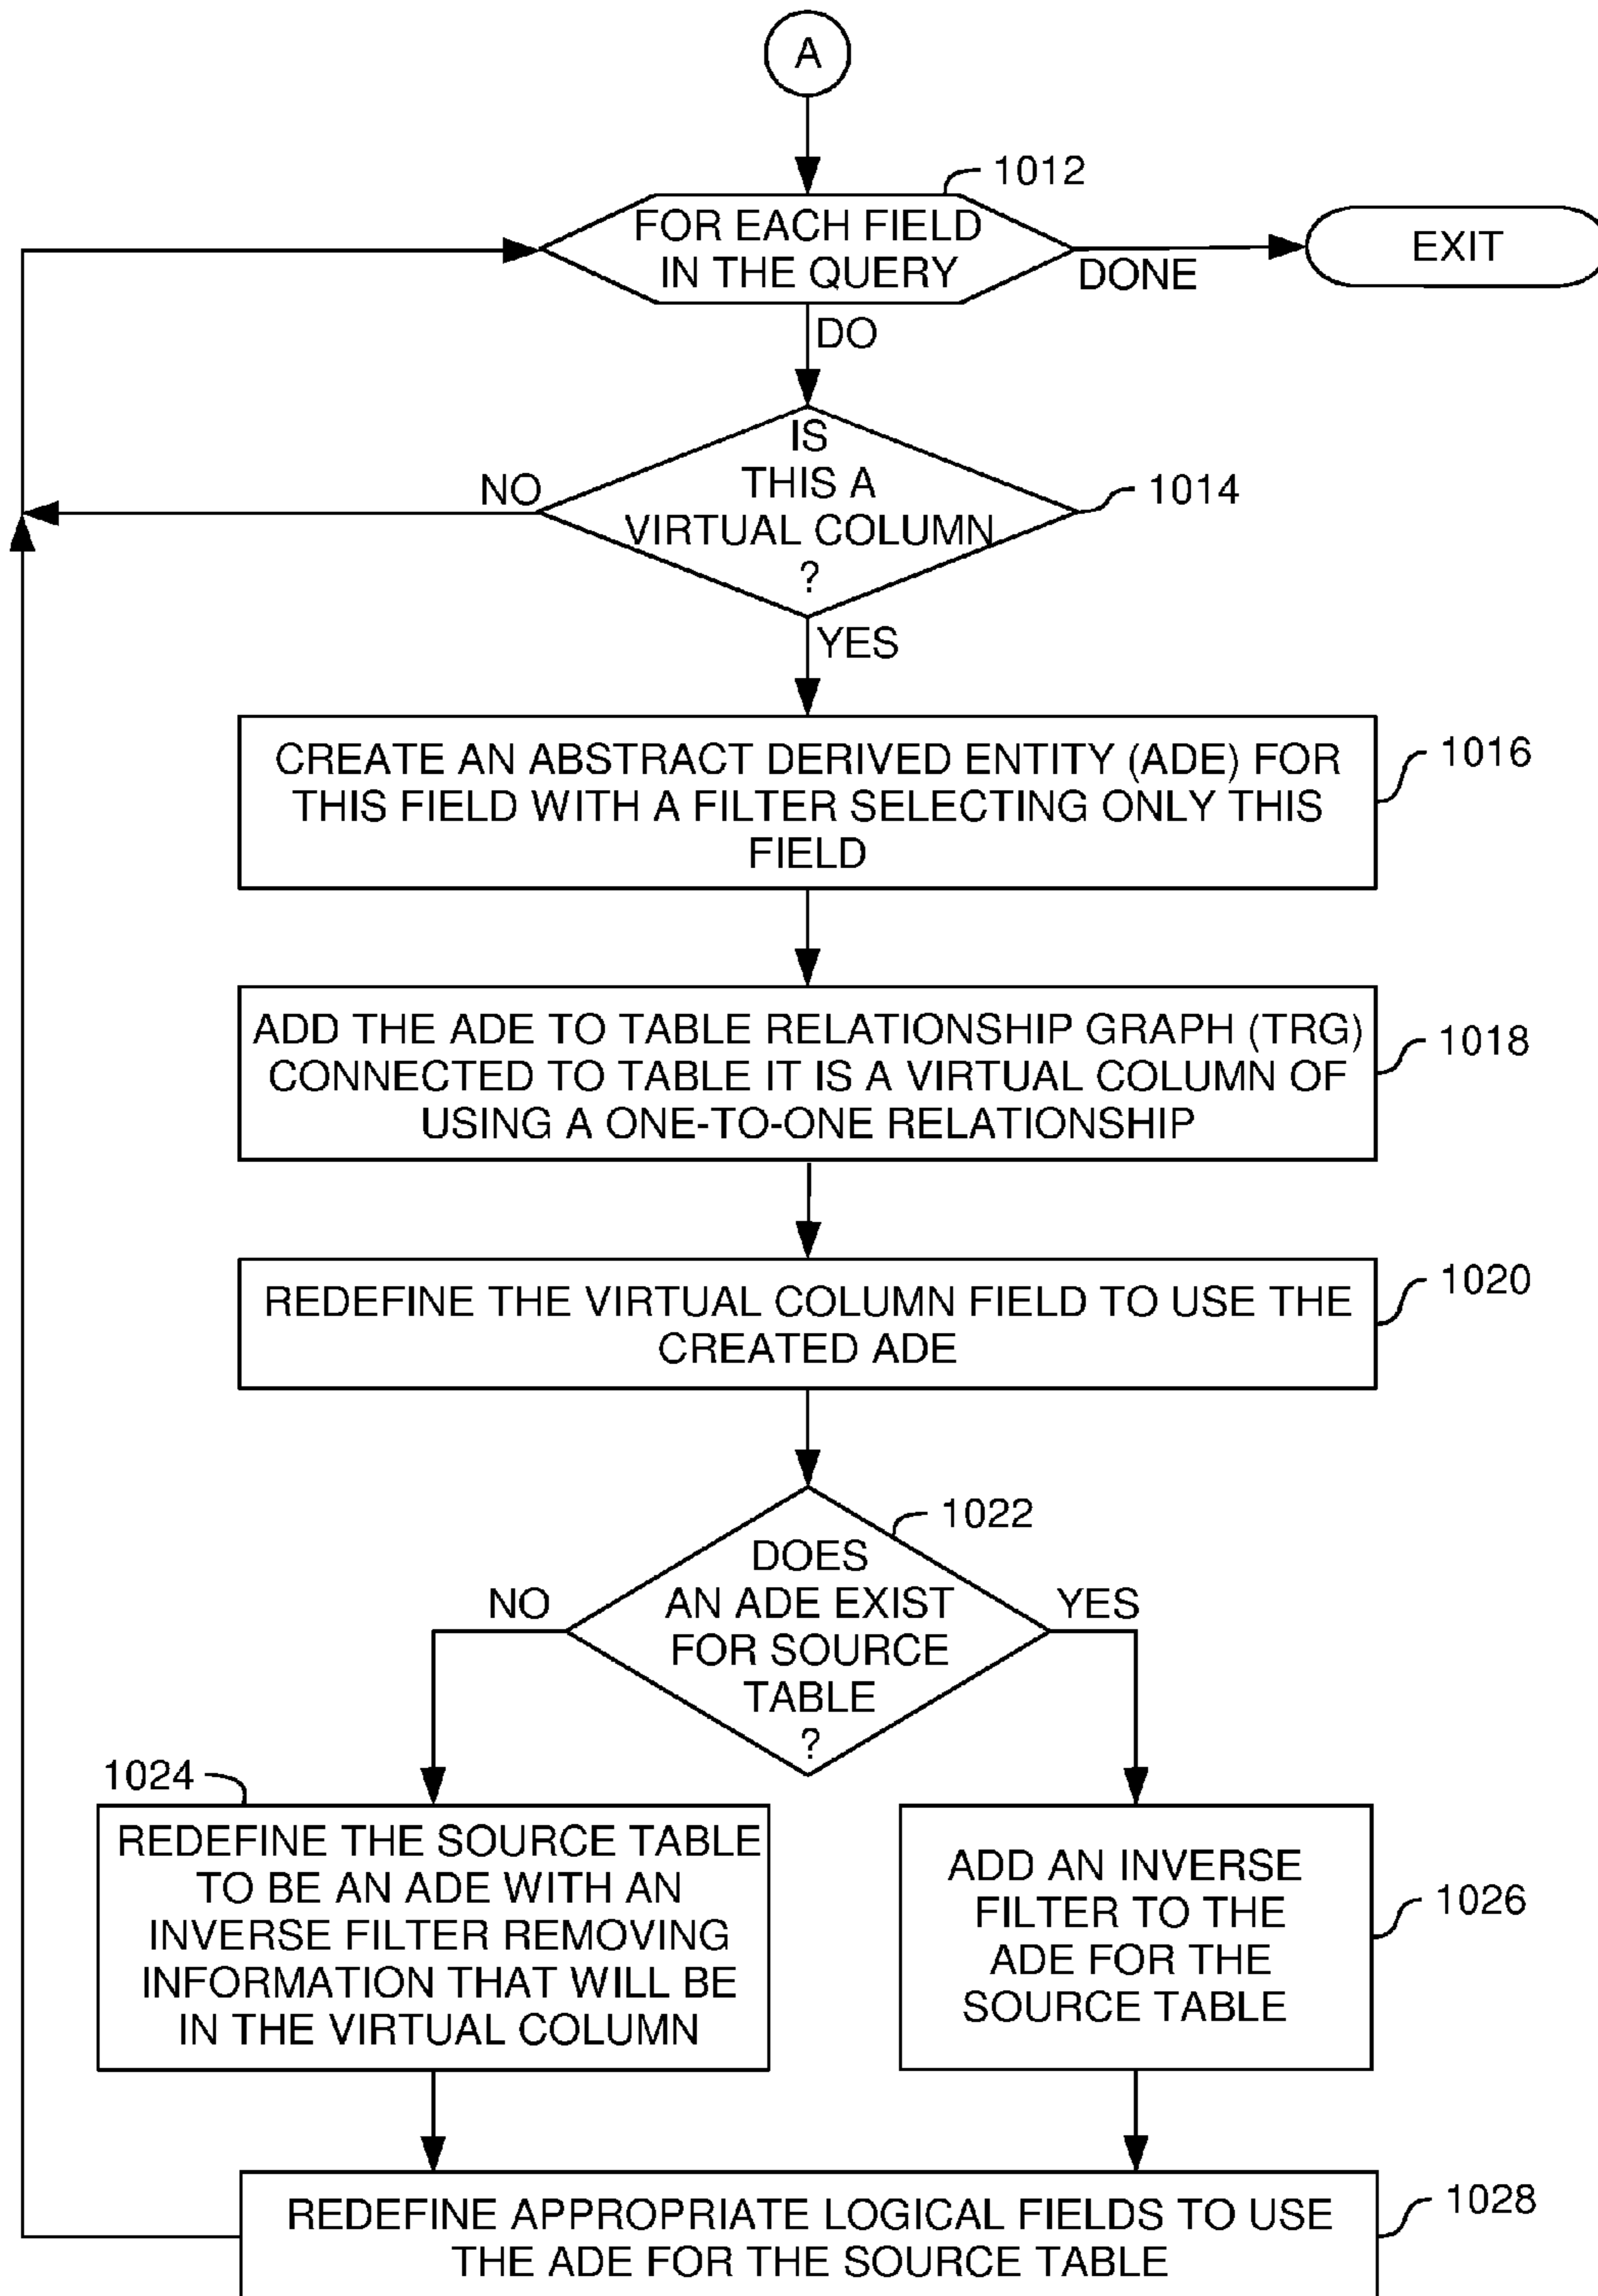 A
1012
FOR EACH FIELD
IN THE QUERY
DONE
EXIT
DO
IS
THIS A
VIRTUAL COLUMN
?
NO
1014
YES
CREATE AN ABSTRACT DERIVED ENTITY (ADE) FOR
THIS FIELD WITH A FILTER SELECTING ONLY THIS
FIELD
1016
ADD THE ADE TO TABLE RELATIONSHIP GRAPH (TRG)
CONNECTED TO TABLE IT IS A VIRTUAL COLUMN OF
USING A ONE-TO-ONE RELATIONSHIP
1018
REDEFINE THE VIRTUAL COLUMN FIELD TO USE THE
CREATED ADE
1020
1022
DOES
AN ADE EXIST
FOR SOURCE
TABLE
?
NO
YES
1024
REDEFINE THE SOURCE TABLE
TO BE AN ADE WITH AN
INVERSE FILTER REMOVING
INFORMATION THAT WILL BE
IN THE VIRTUAL COLUMN
ADD AN INVERSE
FILTER TO THE
ADE FOR THE
SOURCE TABLE
1026
REDEFINE APPROPRIATE LOGICAL FIELDS TO USE
THE ADE FOR THE SOURCE TABLE
1028